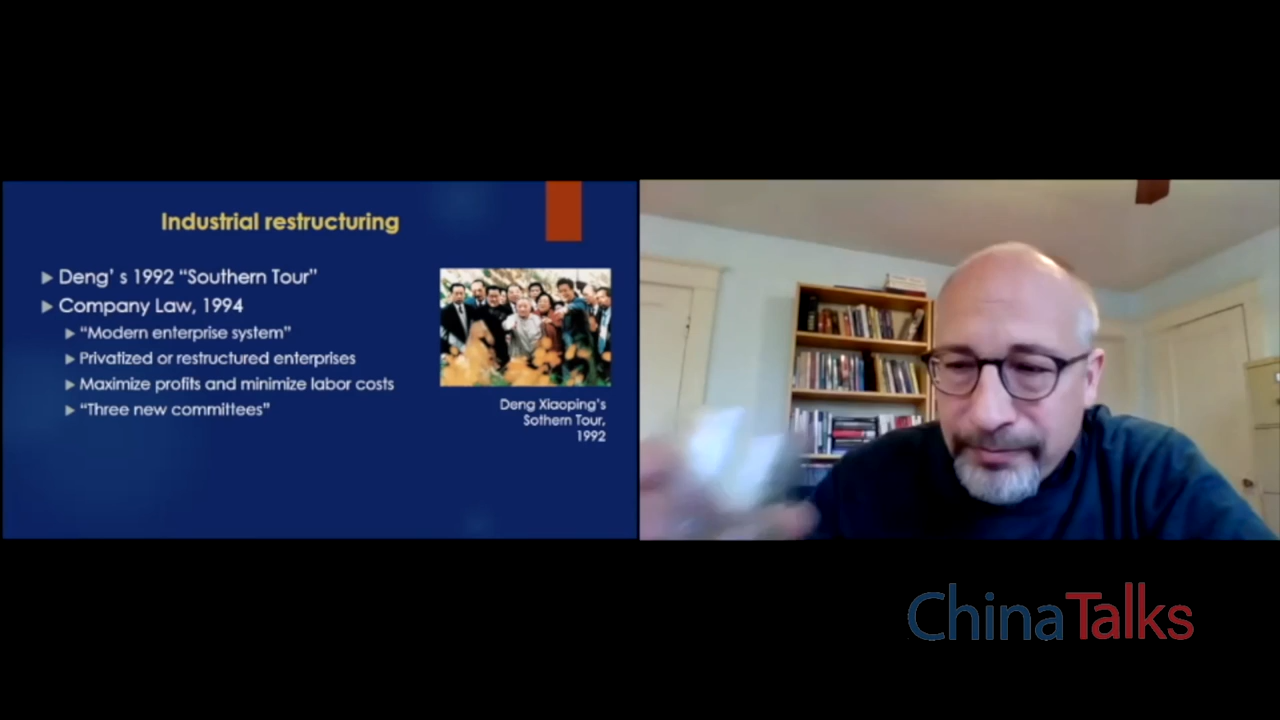 Industrial restructuring
Deng’ s 1992 “Southern Tour”
Company Law, 1994
“Modern enterprise system”
Privatized or restructured enterprises
Maximize profits and minimize labor costs
“Three new committees”
Deng Xiaoping’s
Sothern Tour,
1992
ChinaTalks